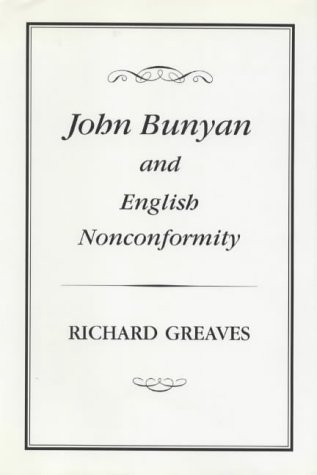 John Bunyan
and
English
Nonconformity
RICHARD GREAVES